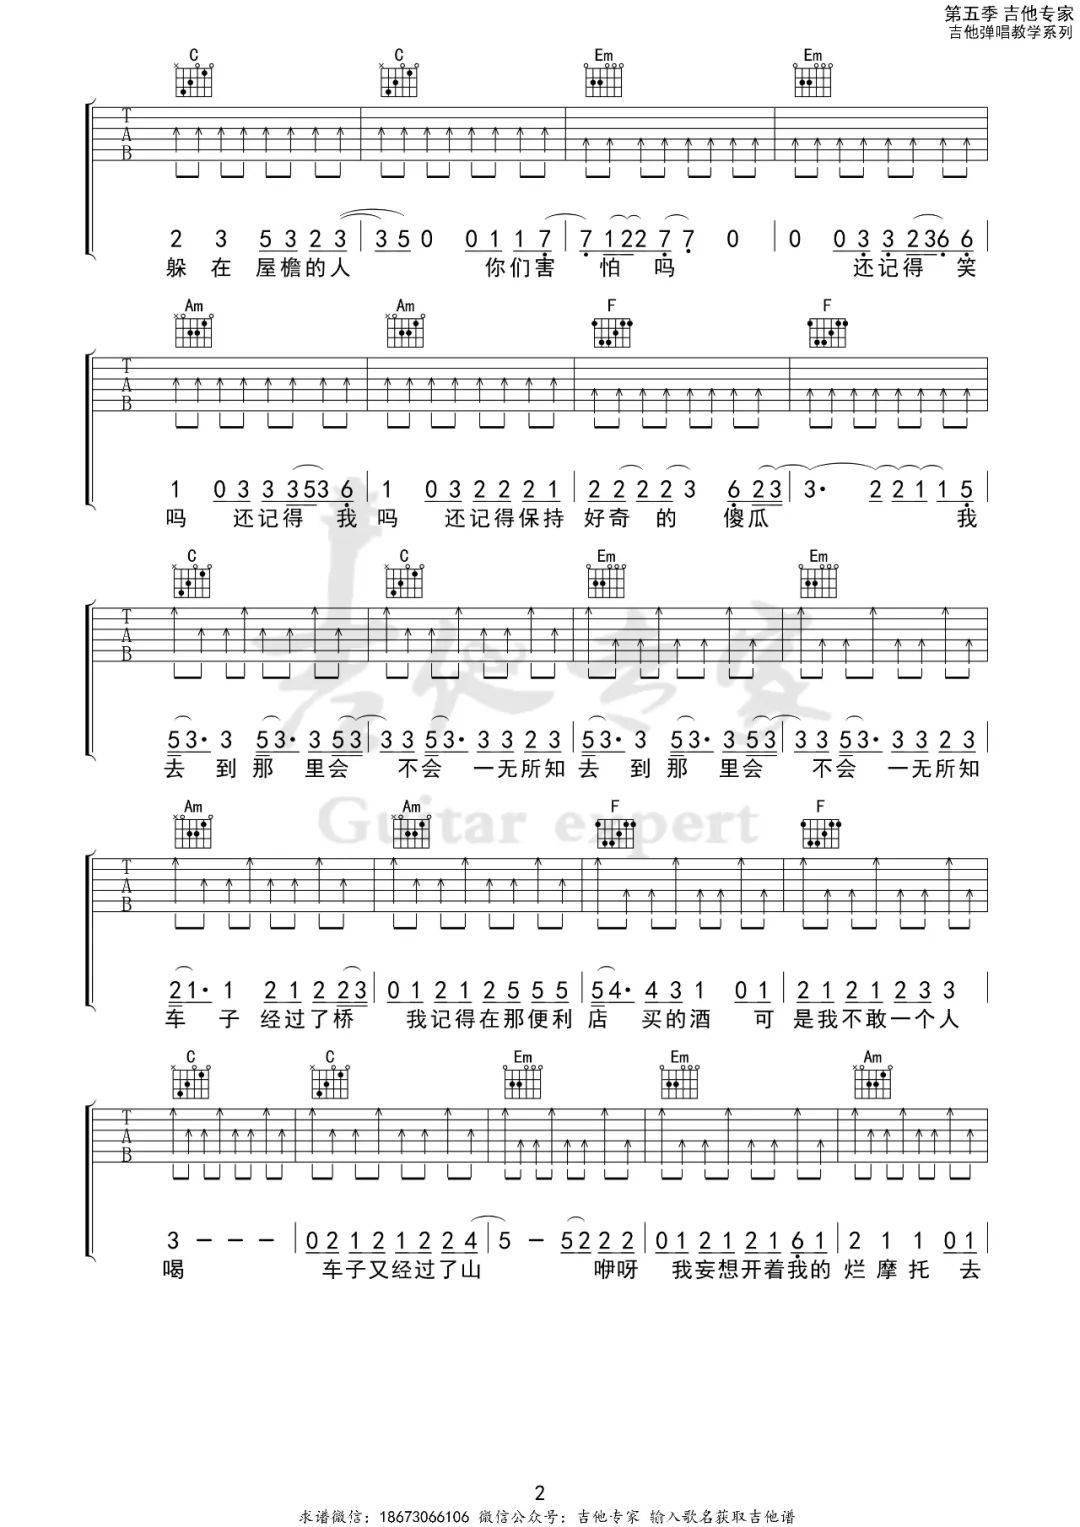 第五季 吉他专家
吉他弹唱教学系列
C C Em Em
T
A
B
2 3 5 3 2 3 | 3 5 0 0 1 1 7 | 7 1 2 2 7 7 0 | 0 0 3 3 2 3 6 6
躲 在 屋檐的人 你们害 怕 吗 还记得 笑
Am Am F F
T
A
B
1 0 3 3 3 5 3 6 | 1 0 3 2 2 2 1 | 2 2 2 2 3 6 2 3 | 3· 2 2 1 1 5
吗 还记得 我 吗 还记得保持 好奇 的 傻瓜 我
C C Em Em
T
A
B
5 3· 3 5 3· 3 5 3 | 3 3 5 3· 3 3 2 3 | 5 3· 3 5 3· 3 5 3 | 3 3 5 3· 3 3 2 3
去 到 那 里会 不会 一无所知 去 到 那 里会 不会 一无所知
吉他专家
Guitar expert
Am Am F F
T
A
B
2 1· 1 2 1 2 2 3 | 0 1 2 1 2 5 5 5 | 5 4· 4 3 1 0 1 | 2 1 2 1 2 3 3
车 子 经过了桥 我记得在那便利 店 买的酒 可 是我不敢一个人
C C Em Em Am
T
A
B
3 – – – | 0 2 1 2 1 2 2 4 | 5 – 5 2 2 2 | 0 1 2 1 2 1 6 1 | 2 1 1 0 1
喝 车子又经过了山 咿呀 我妄想开着我的 烂 摩 托 去
2
求谱微信：18673066106 微信公众号：吉他专家 输入歌名获取吉他谱